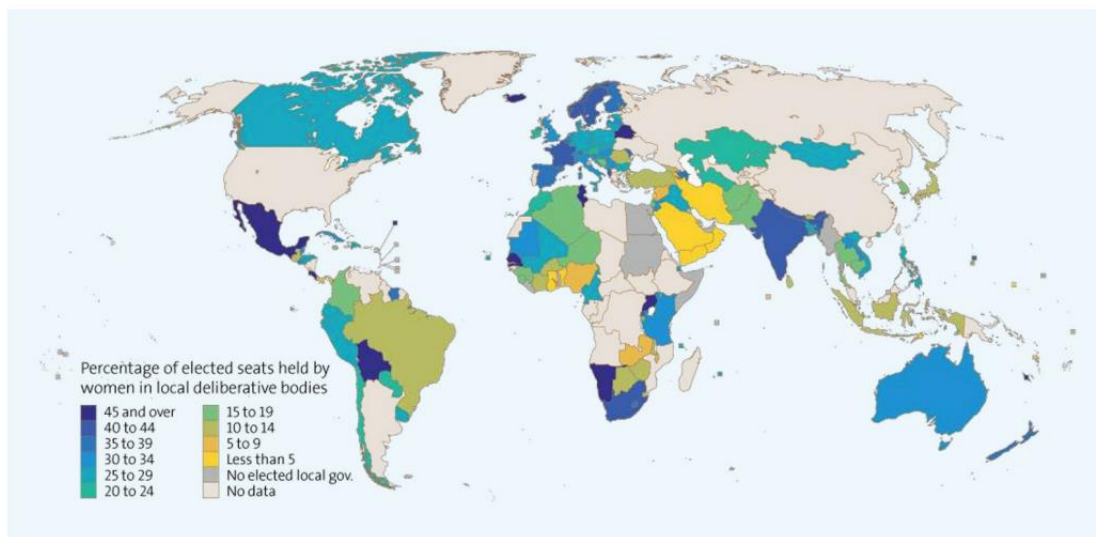 Percentage of elected seats held by
women in local deliberative bodies
45 and over
40 to 44
35 to 39
30 to 34
25 to 29
20 to 24
15 to 19
10 to 14
5 to 9
Less than 5
No elected local gov.
No data